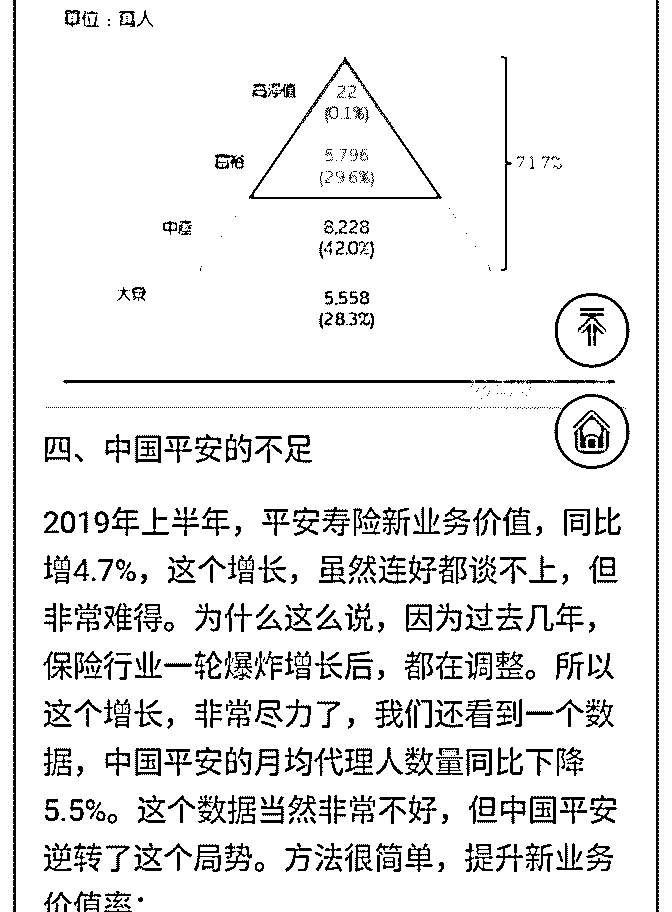 单位：万人
高净值
22
(0.1%)
富裕
5,796
(29.6%)
71.7%
中产
8,228
(42.0%)
大众
5,558
(28.3%)
四、中国平安的不足
2019年上半年，平安寿险新业务价值，同比
增4.7%，这个增长，虽然连好都谈不上，但
非常难得。为什么这么说，因为过去几年，
保险行业一轮爆炸增长后，都在调整。所以
这个增长，非常尽力了，我们还看到一个数
据，中国平安的月均代理人数量同比下降
5.5%。这个数据当然非常不好，但中国平安
逆转了这个局势。方法很简单，提升新业务
价值率：